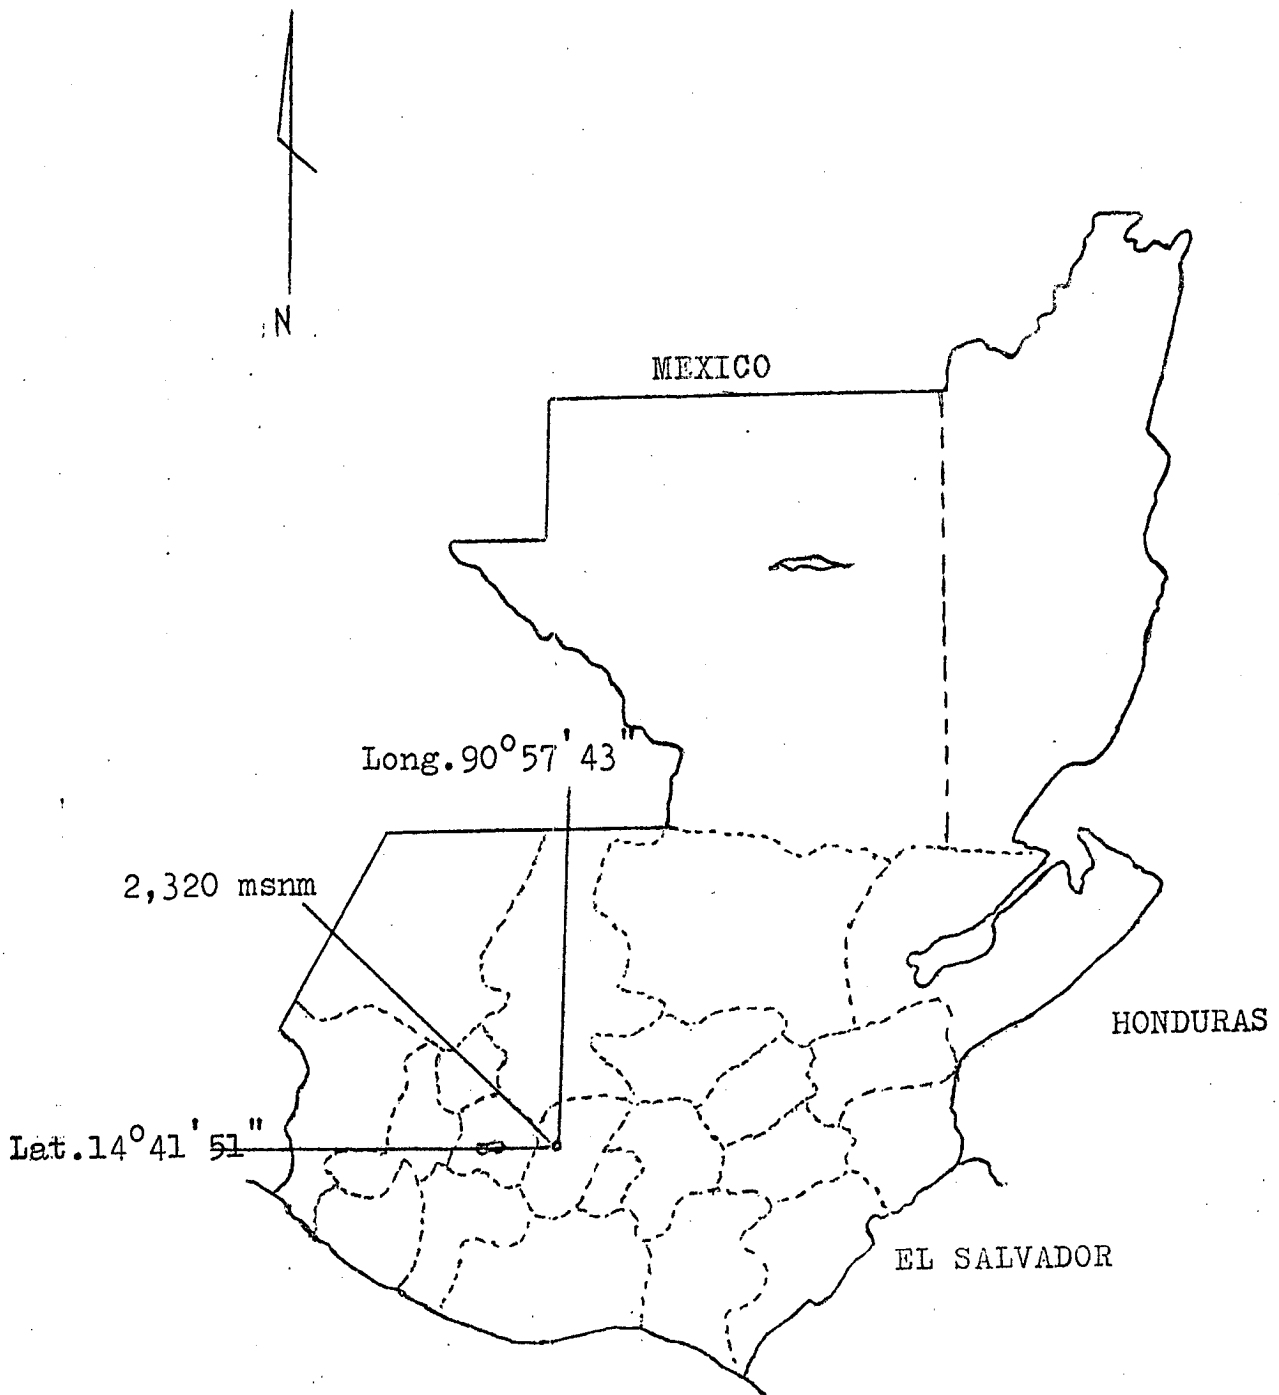 N
MEXICO
Long.90°57'43"
2,320 msnm
HONDURAS
Lat.14°41'51"
EL SALVADOR